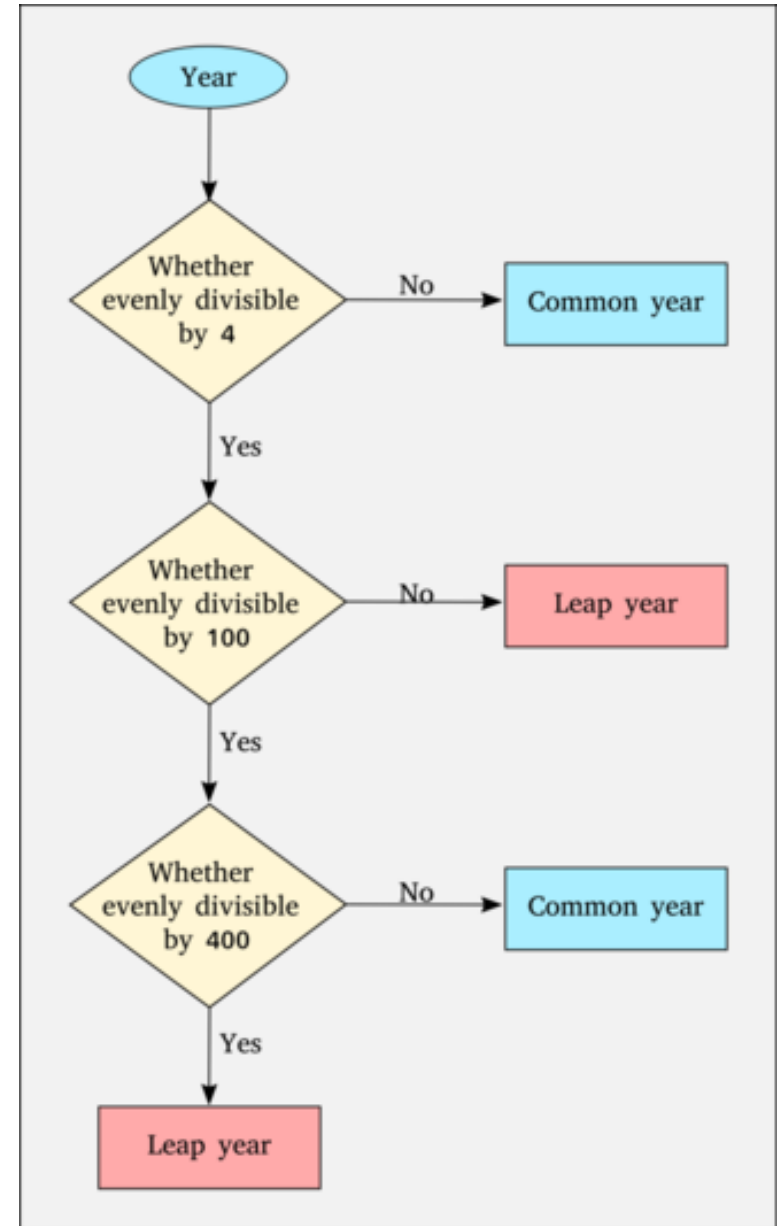 Year
Whether
evenly divisible
by 4
No
Common year
Yes
Whether
evenly divisible
by 100
No
Leap year
Yes
Whether
evenly divisible
by 400
No
Common year
Yes
Leap year